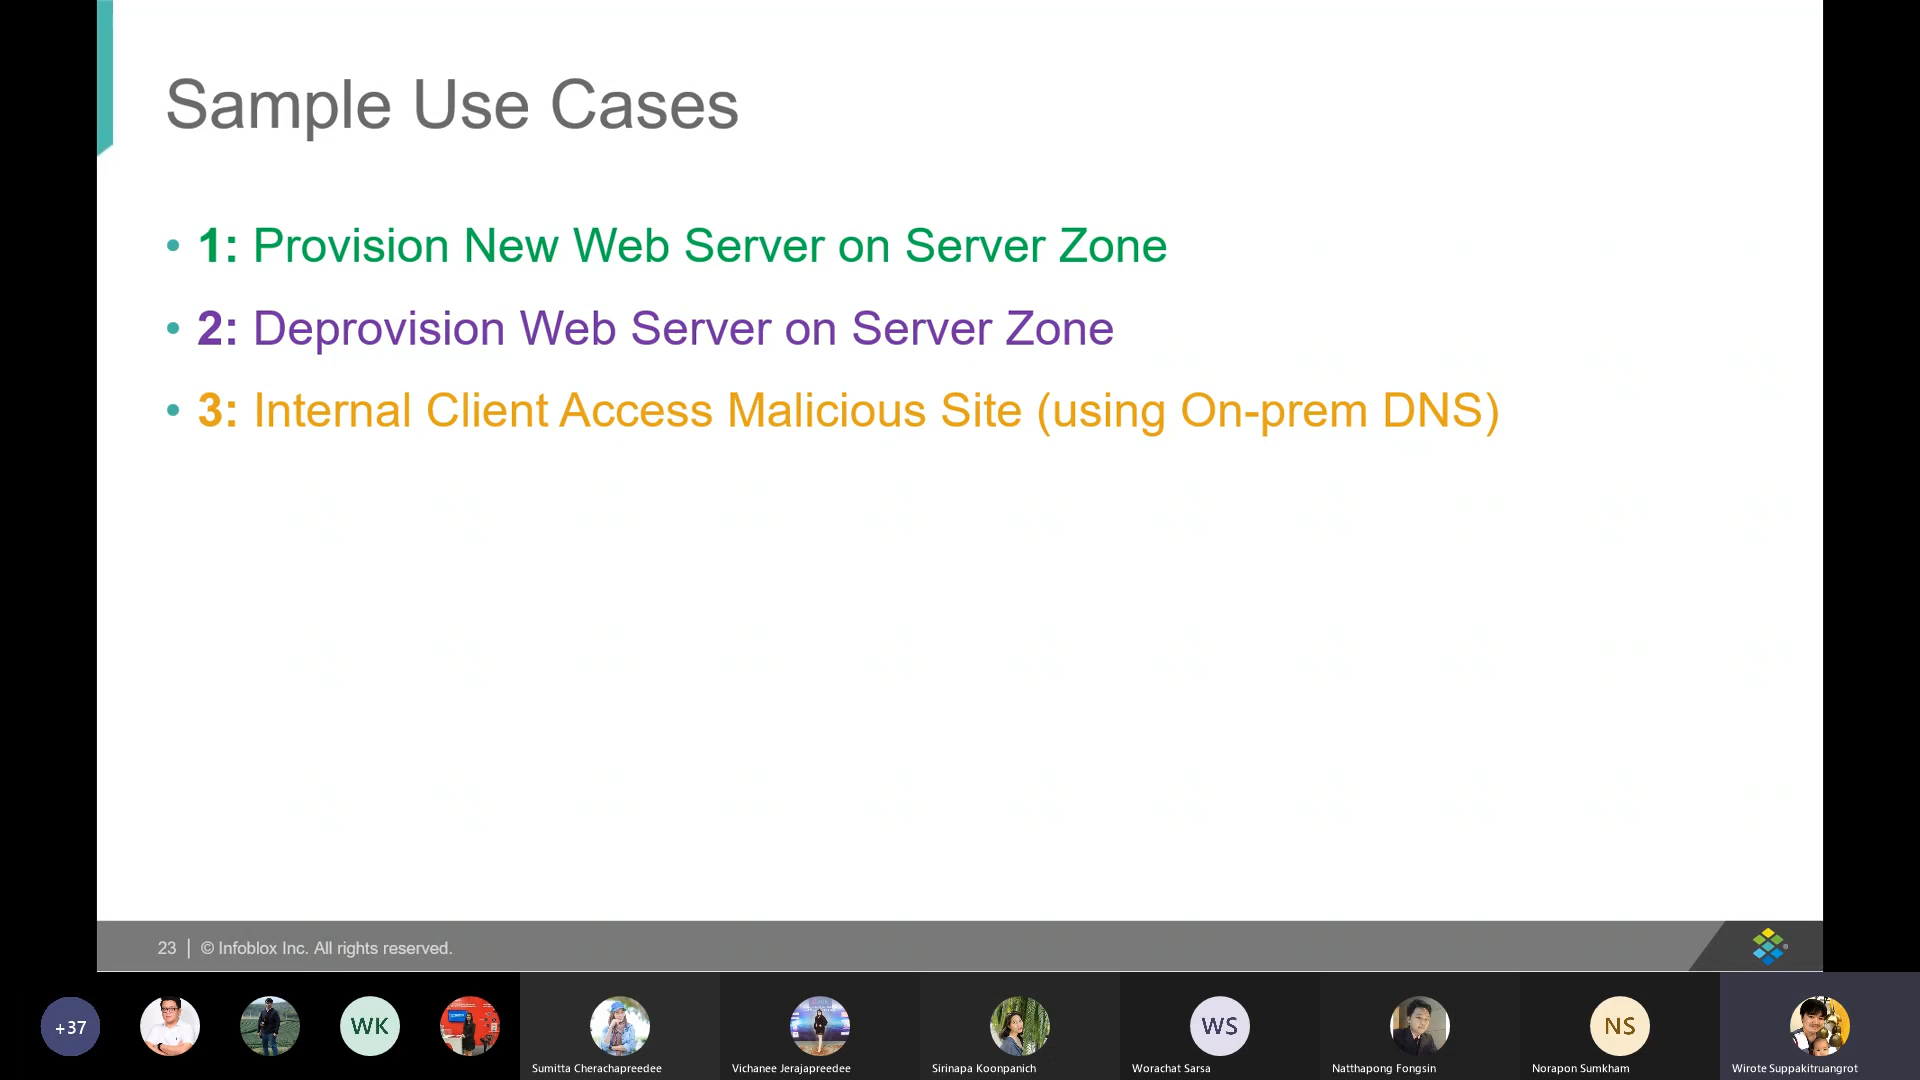 Sample Use Cases
• 1: Provision New Web Server on Server Zone
• 2: Deprovision Web Server on Server Zone
• 3: Internal Client Access Malicious Site (using On-prem DNS)
23 | © Infoblox Inc. All rights reserved.
+37
WK
WS
NS
Sumitta Cherachapreedee
Vichanee Jerajapreedee
Sirinapa Koonpanich
Worachat Sarsa
Natthapong Fongsin
Norapon Sumkham
Wirote Suppakitruangrot